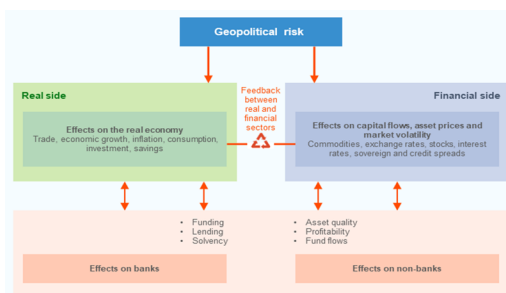 Geopolitical risk
Real side
Feedback
between
real and
financial
sectors
Financial side
Effects on the real economy
Trade, economic growth, inflation, consumption,
investment, savings
Effects on capital flows, asset prices and
market volatility
Commodities, exchange rates, stocks, interest
rates, sovereign and credit spreads
• Funding
• Lending
• Solvency
• Asset quality
• Profitability
• Fund flows
Effects on banks
Effects on non-banks